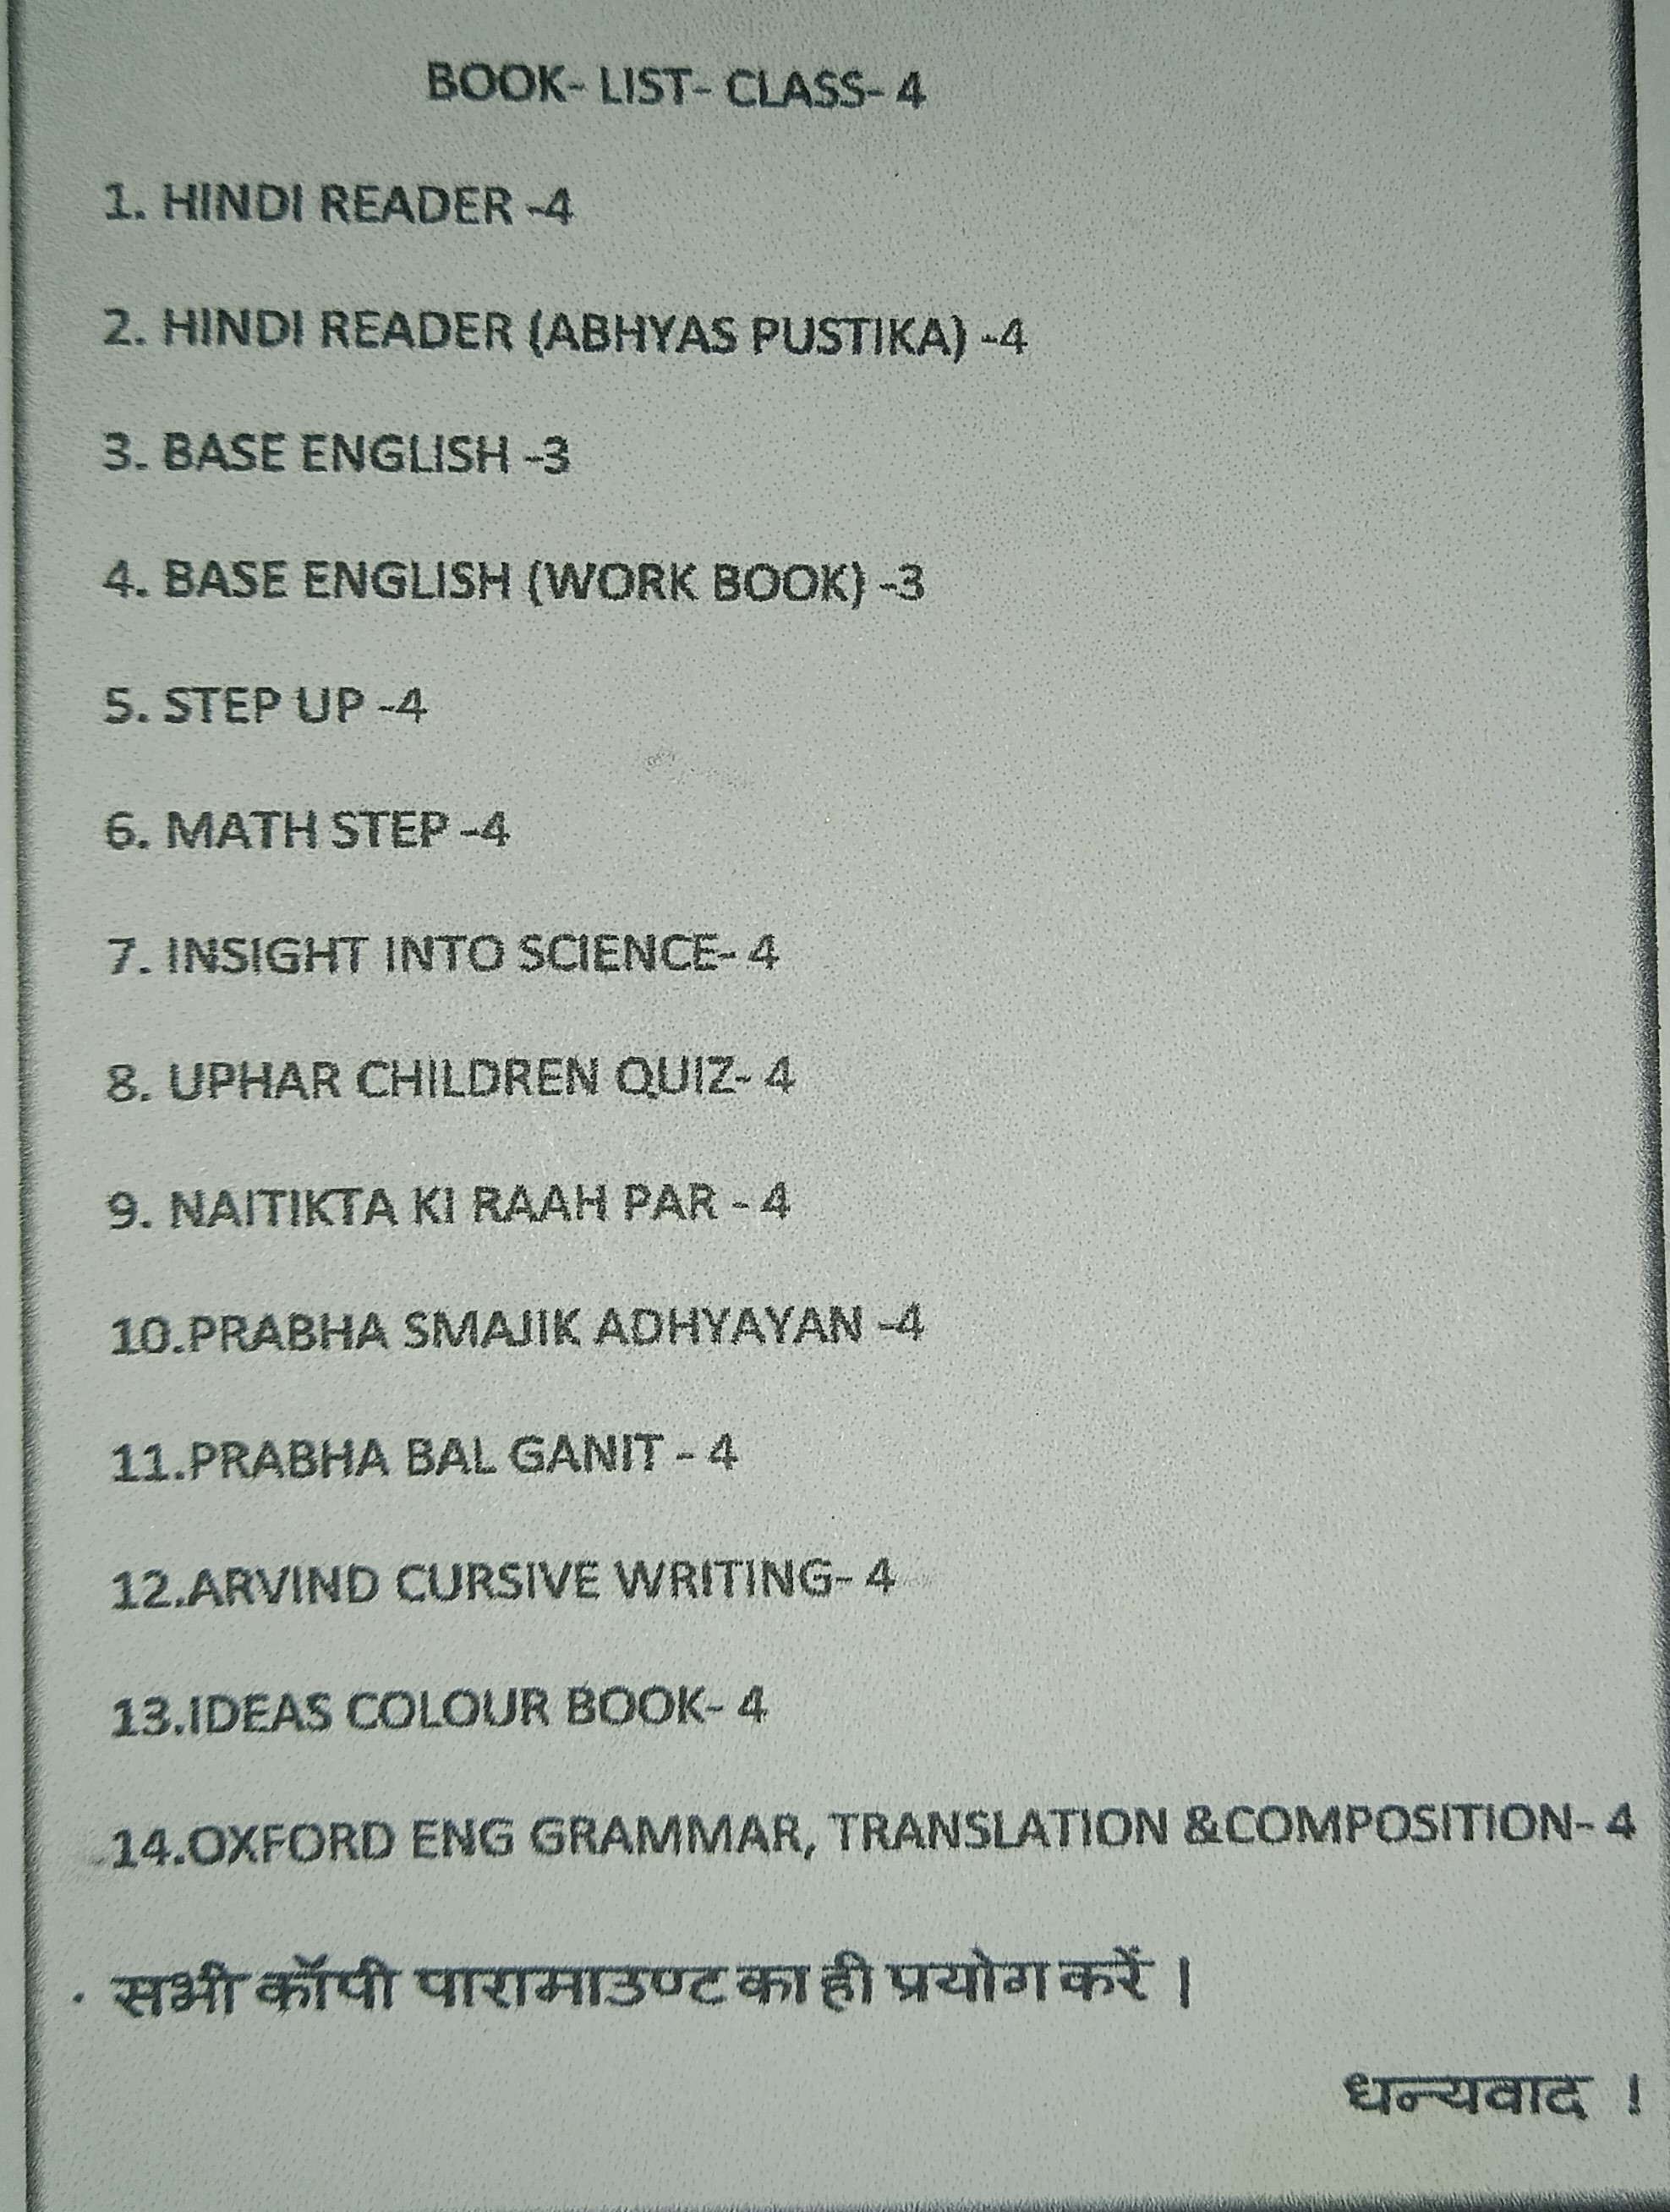 BOOK- LIST- CLASS- 4
1. HINDI READER -4
2. HINDI READER (ABHYAS PUSTIKA) -4
3. BASE ENGLISH -3
4. BASE ENGLISH (WORK BOOK) -3
5. STEP UP -4
6. MATH STEP -4
7. INSIGHT INTO SCIENCE- 4
8. UPHAR CHILDREN QUIZ- 4
9. NAITIKTA KI RAAH PAR - 4
10.PRABHA SMAJIK ADHYAYAN -4
11.PRABHA BAL GANIT - 4
12.ARVIND CURSIVE WRITING- 4
13.IDEAS COLOUR BOOK- 4
14.OXFORD ENG GRAMMAR, TRANSLATION &COMPOSITION- 4
· सभी कॉपी पारामाउण्ट का ही प्रयोग करें |
धन्यवाद !